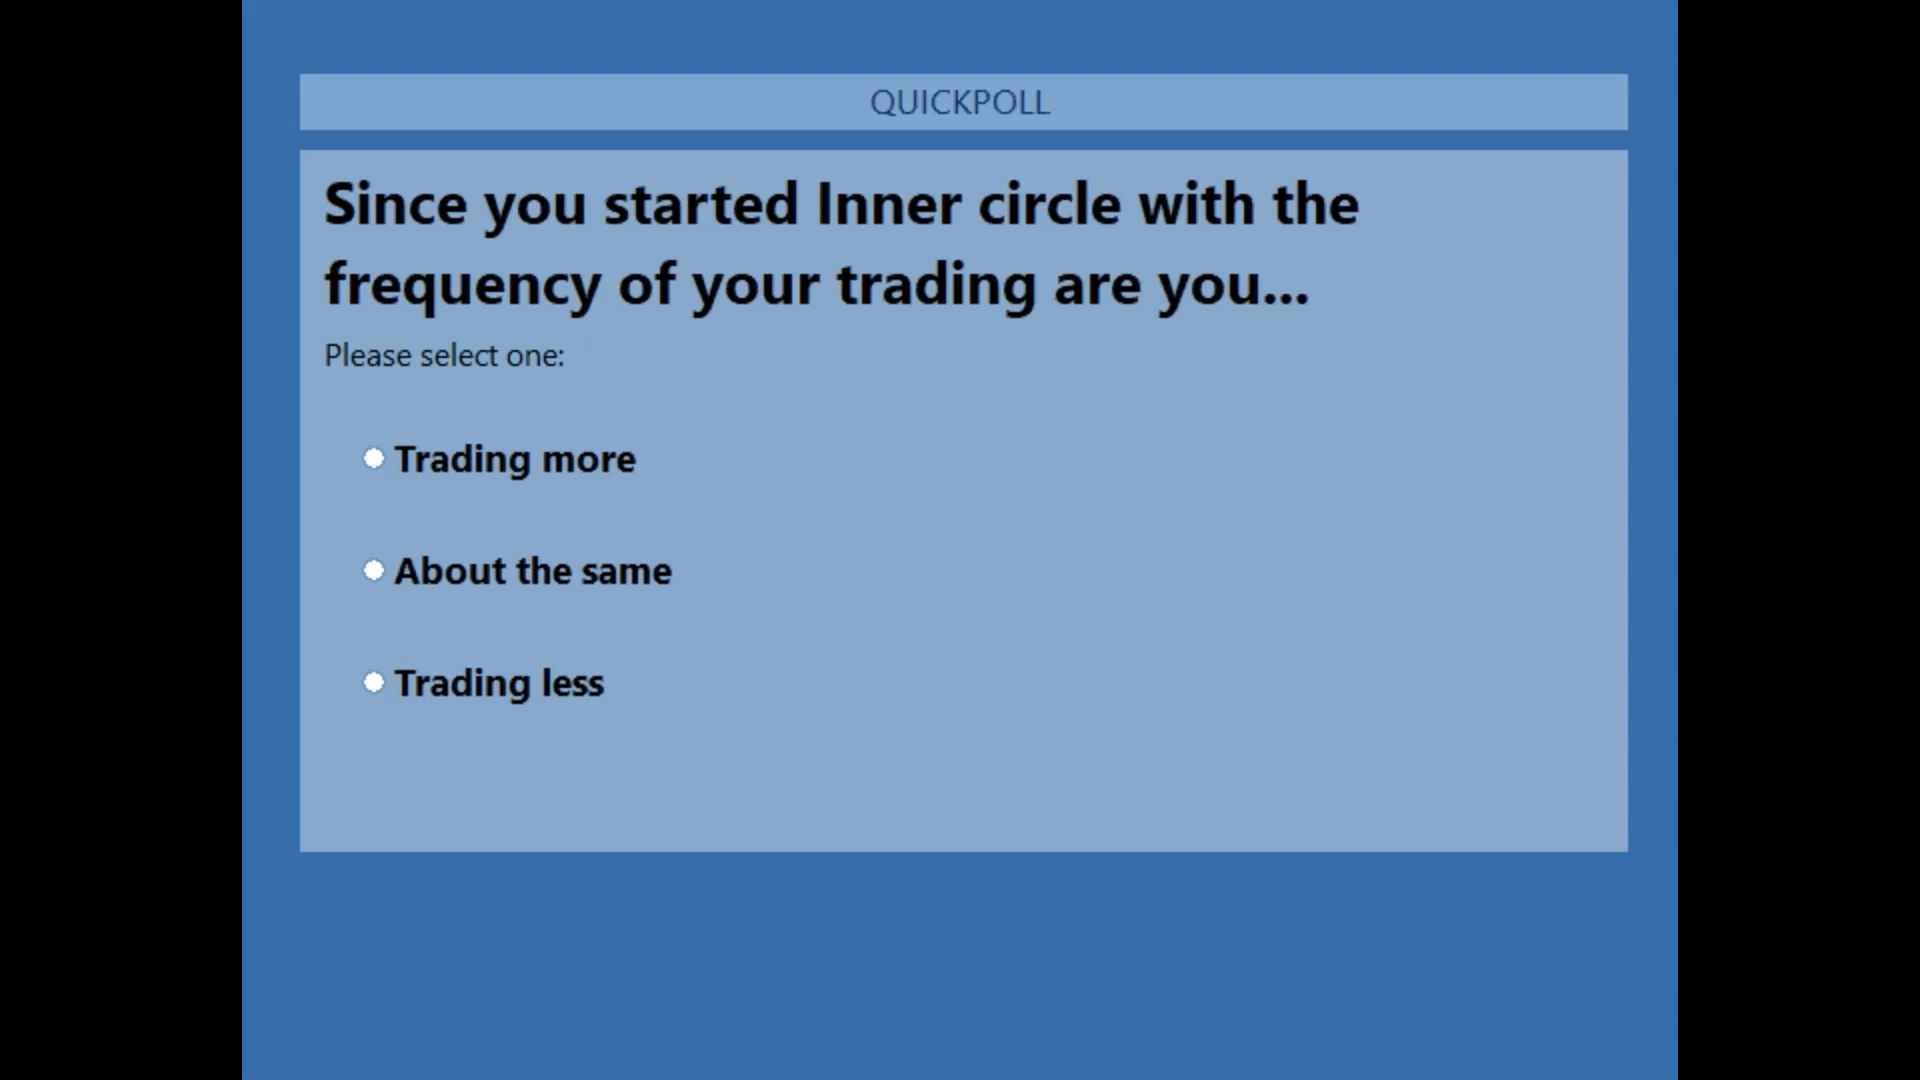 QUICKPOLL
Since you started Inner circle with the
frequency of your trading are you...
Please select one:
Trading more
About the same
Trading less